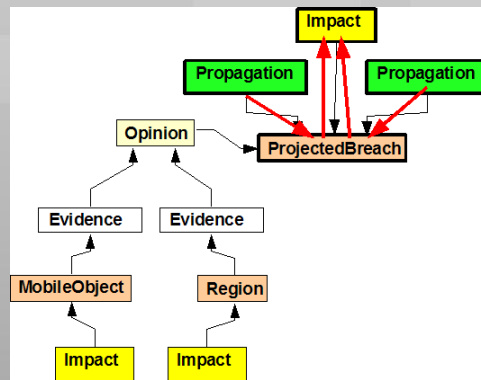 Impact
Propagation
Propagation
Opinion
ProjectedBreach
Evidence
Evidence
MobileObject
Region
Impact
Impact